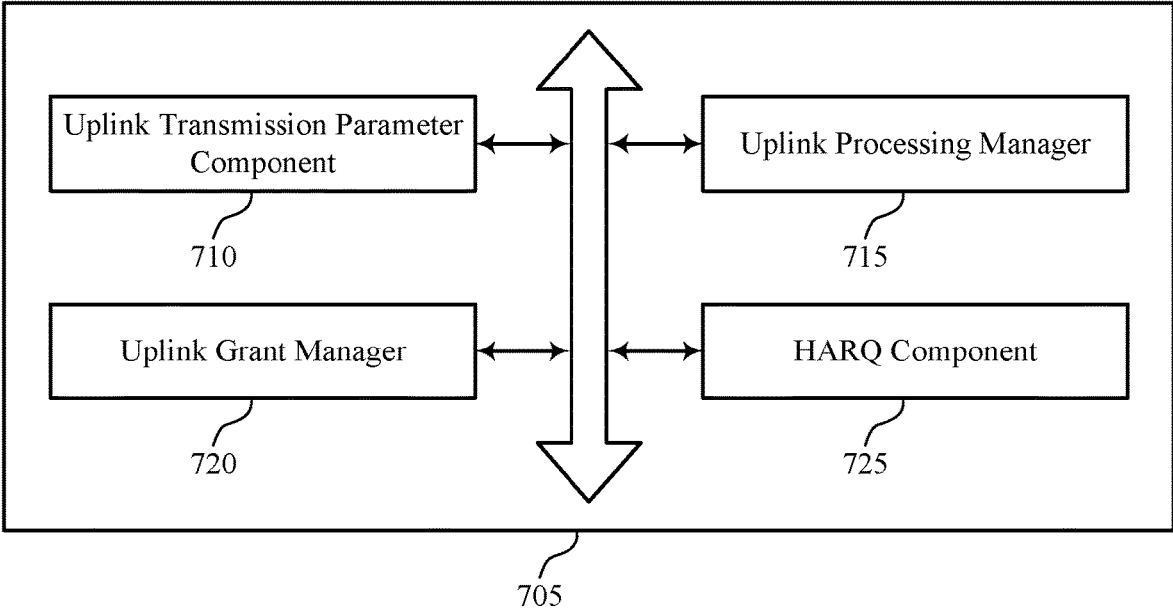 Uplink Transmission Parameter
Component
710
Uplink Processing Manager
715
Uplink Grant Manager
720
HARQ Component
725
705